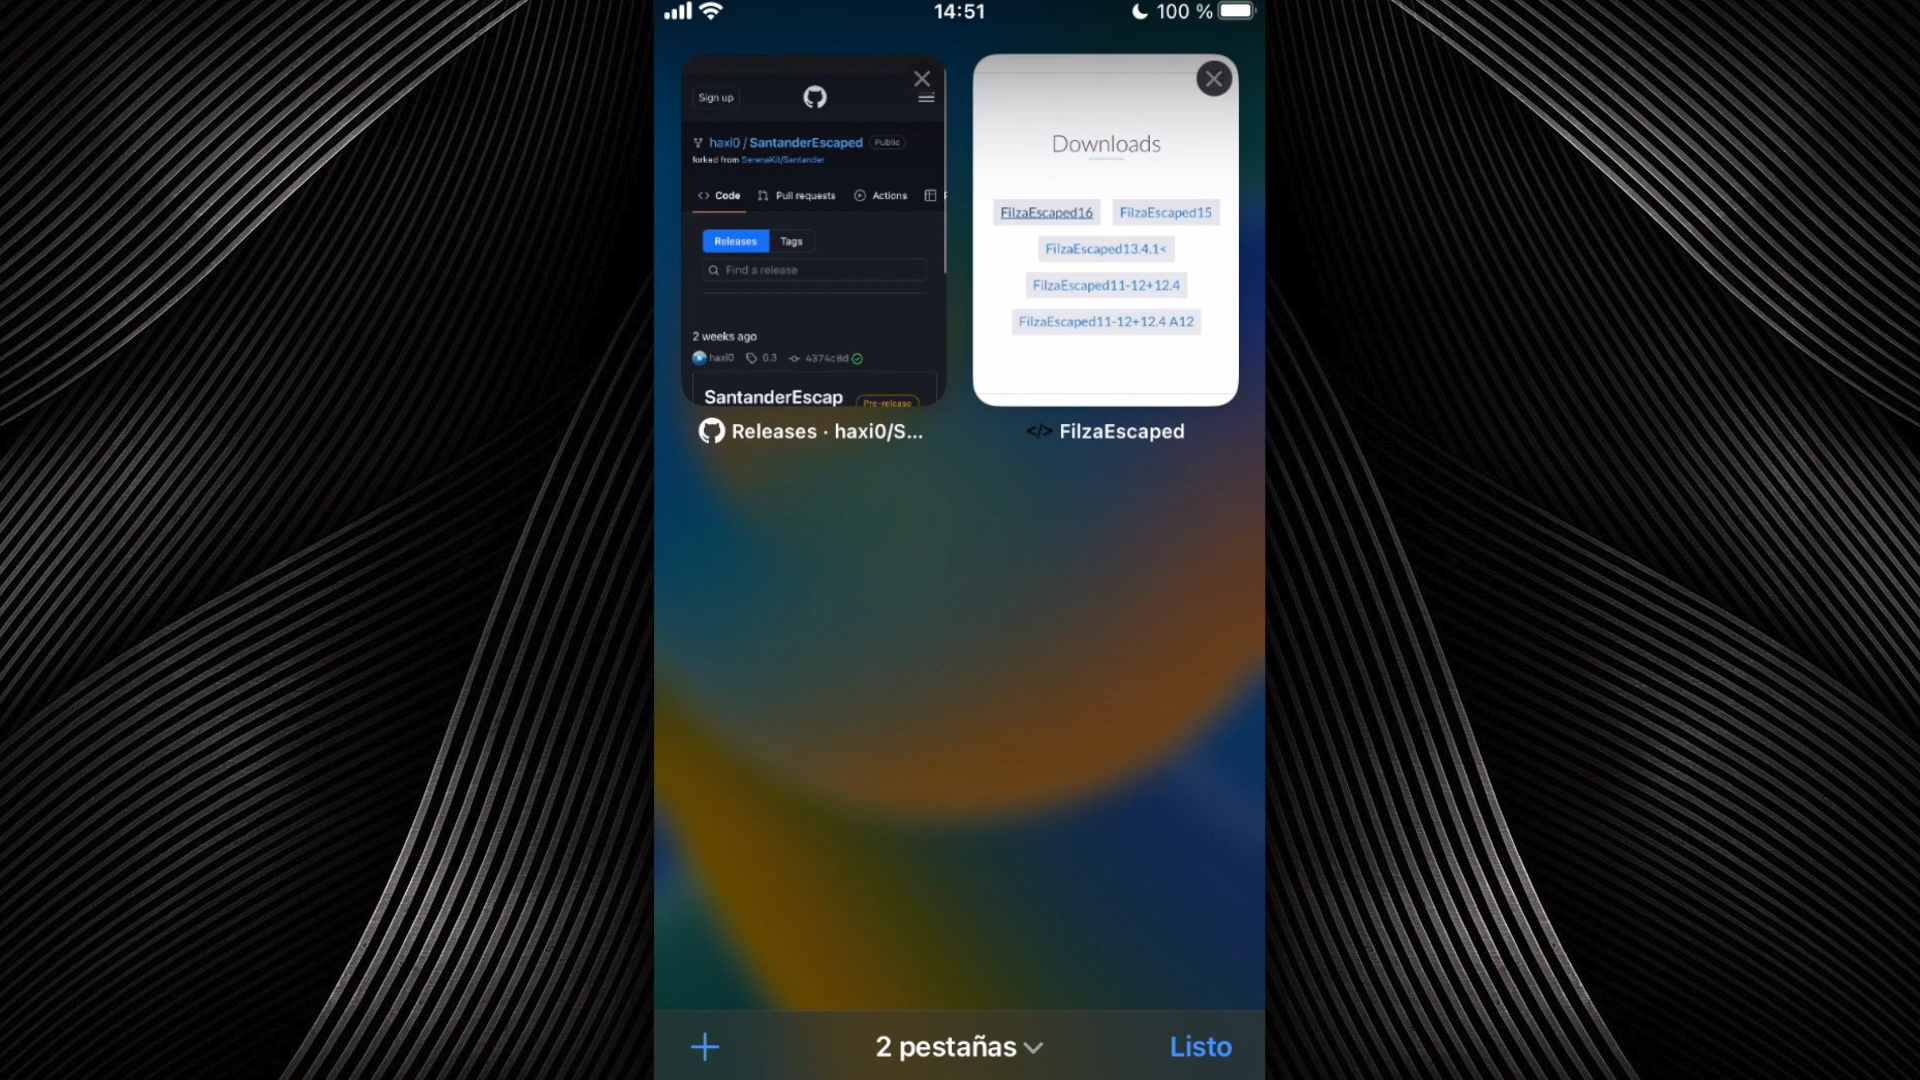 14:51
100 %
Sign up
haxi0 / SantanderEscaped Public
forked from SerenaKit/Santander
Code Pull requests Actions
Releases Tags
Find a release
2 weeks ago
haxi0 0.3 4374c8d
SantanderEscap Pre-release
Releases · haxi0/S...
Downloads
FilzaEscaped16 FilzaEscaped15
FilzaEscaped13.4.1<
FilzaEscaped11-12+12.4
FilzaEscaped11-12+12.4 A12
</> FilzaEscaped
2 pestañas
Listo